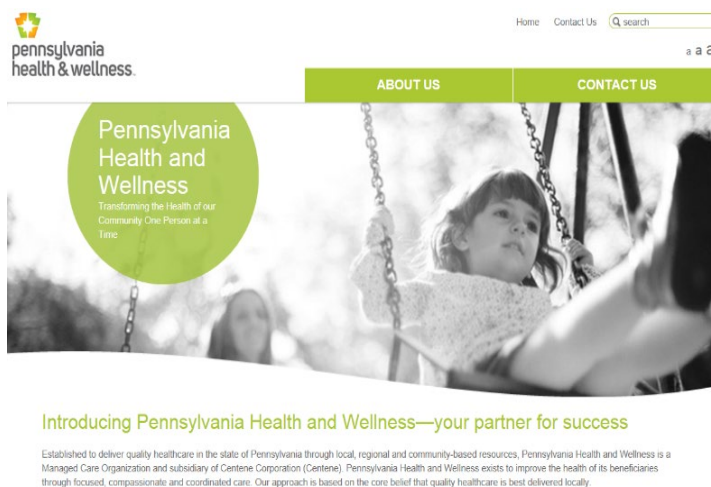 Home Contact Us search
pennsylvania
health & wellness
a a a
ABOUT US CONTACT US
Pennsylvania
Health and
Wellness
Transforming the Health of our
Community One Person at a
Time
Introducing Pennsylvania Health and Wellness—your partner for success
Established to deliver quality healthcare in the state of Pennsylvania through local, regional and community-based resources, Pennsylvania Health and Wellness is a
Managed Care Organization and subsidiary of Centene Corporation (Centene). Pennsylvania Health and Wellness exists to improve the health of its beneficiaries
through focused, compassionate and coordinated care. Our approach is based on the core belief that quality healthcare is best delivered locally.